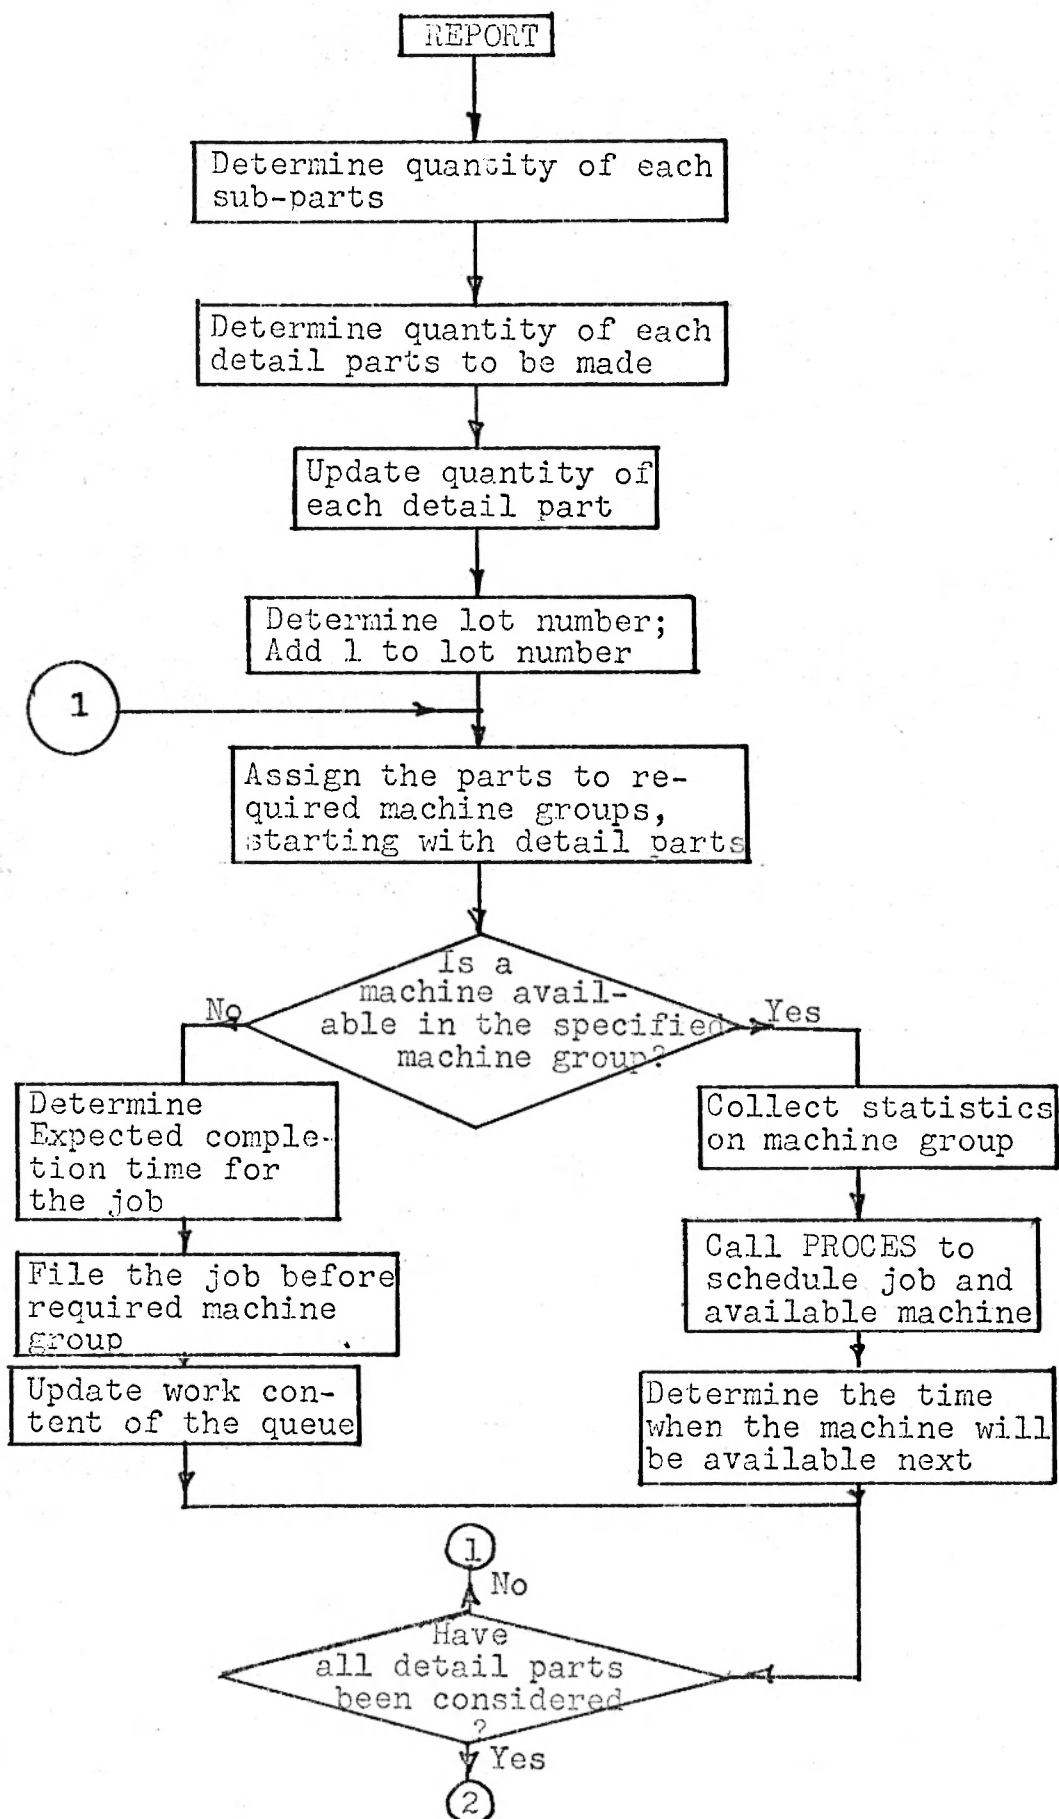 REPORT
Determine quantity of each
sub-parts
Determine quantity of each
detail parts to be made
Update quantity of
each detail part
Determine lot number;
Add 1 to lot number
1
Assign the parts to re-
quired machine groups,
starting with detail parts
Is a
machine avail-
able in the specified
machine group?
No
Yes
Determine
Expected comple-
tion time for
the job
File the job before
required machine
group
Update work con-
tent of the queue
Collect statistics
on machine group
Call PROCES to
schedule job and
available machine
Determine the time
when the machine will
be available next
1
No
Have
all detail parts
been considered
?
Yes
2